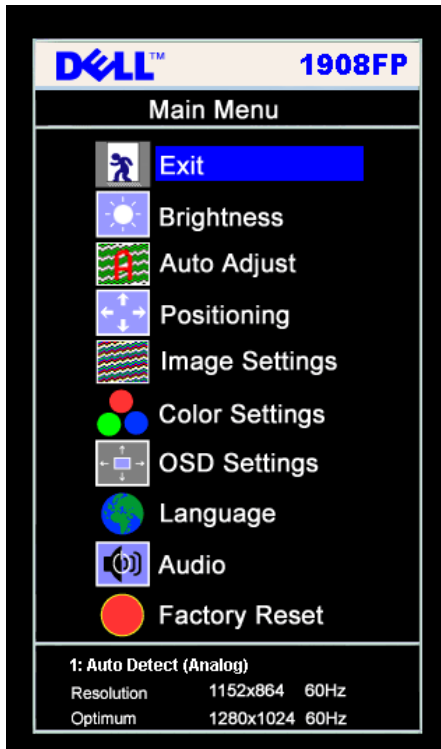 DELL™ 1908FP
Main Menu
Exit
Brightness
A
Auto Adjust
Positioning
Image Settings
Color Settings
OSD Settings
Language
Audio
Factory Reset
1: Auto Detect (Analog)
Resolution 1152x864 60Hz
Optimum 1280x1024 60Hz